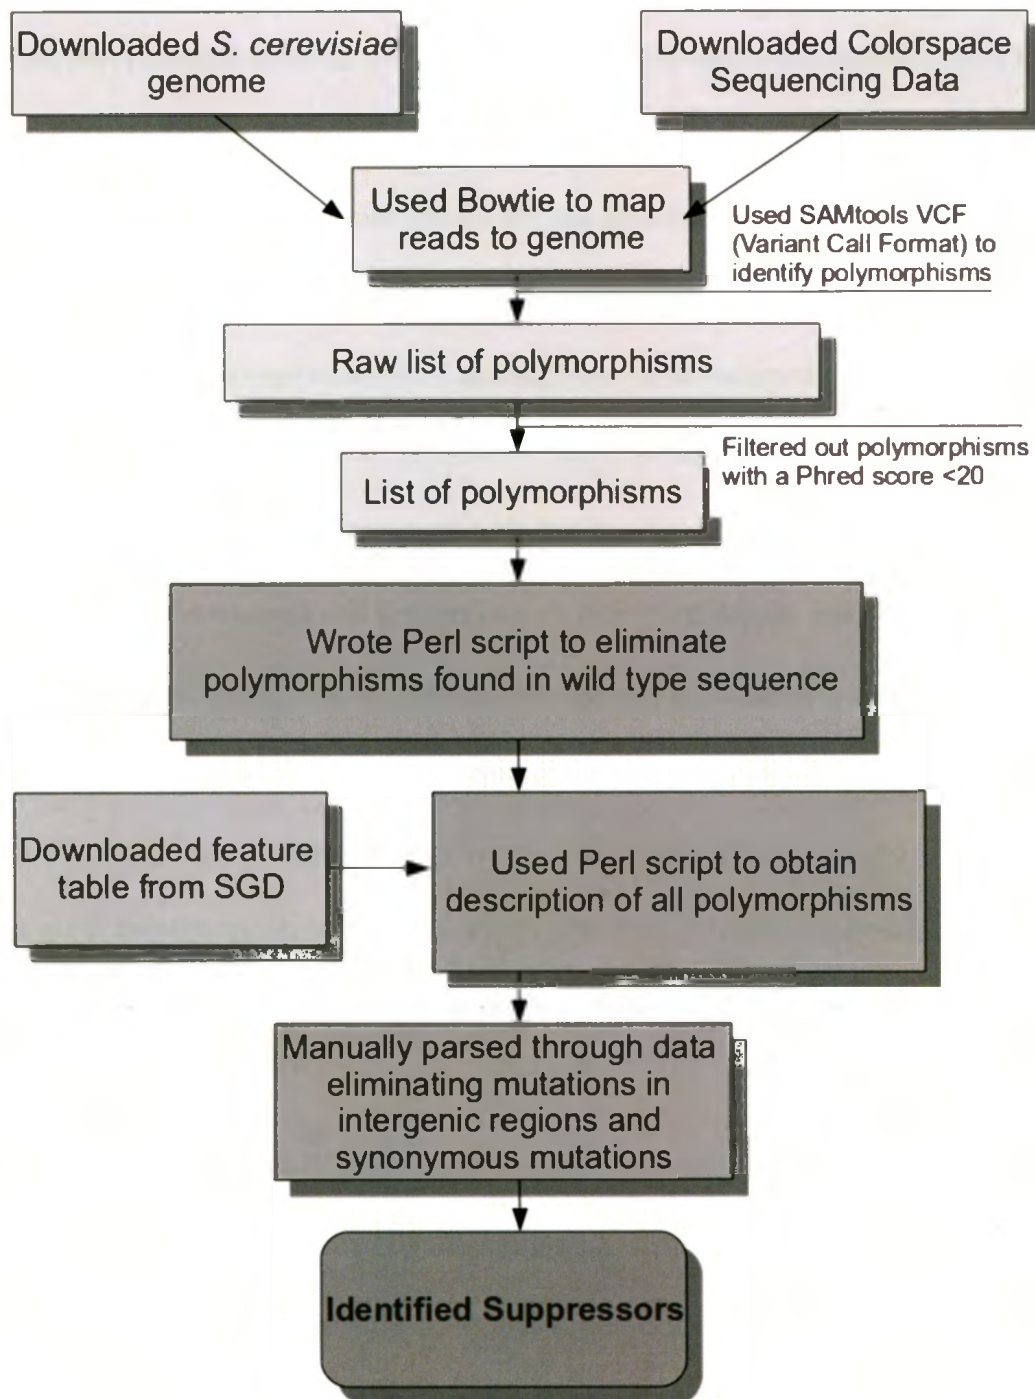 Downloaded S. cerevisiae
genome
Downloaded Colorspace
Sequencing Data
Used Bowtie to map
reads to genome
Used SAMtools VCF
(Variant Call Format) to
identify polymorphisms
Raw list of polymorphisms
Filtered out polymorphisms
with a Phred score <20
List of polymorphisms
Wrote Perl script to eliminate
polymorphisms found in wild type sequence
Downloaded feature
table from SGD
Used Perl script to obtain
description of all polymorphisms
Manually parsed through data
eliminating mutations in
intergenic regions and
synonymous mutations
Identified Suppressors